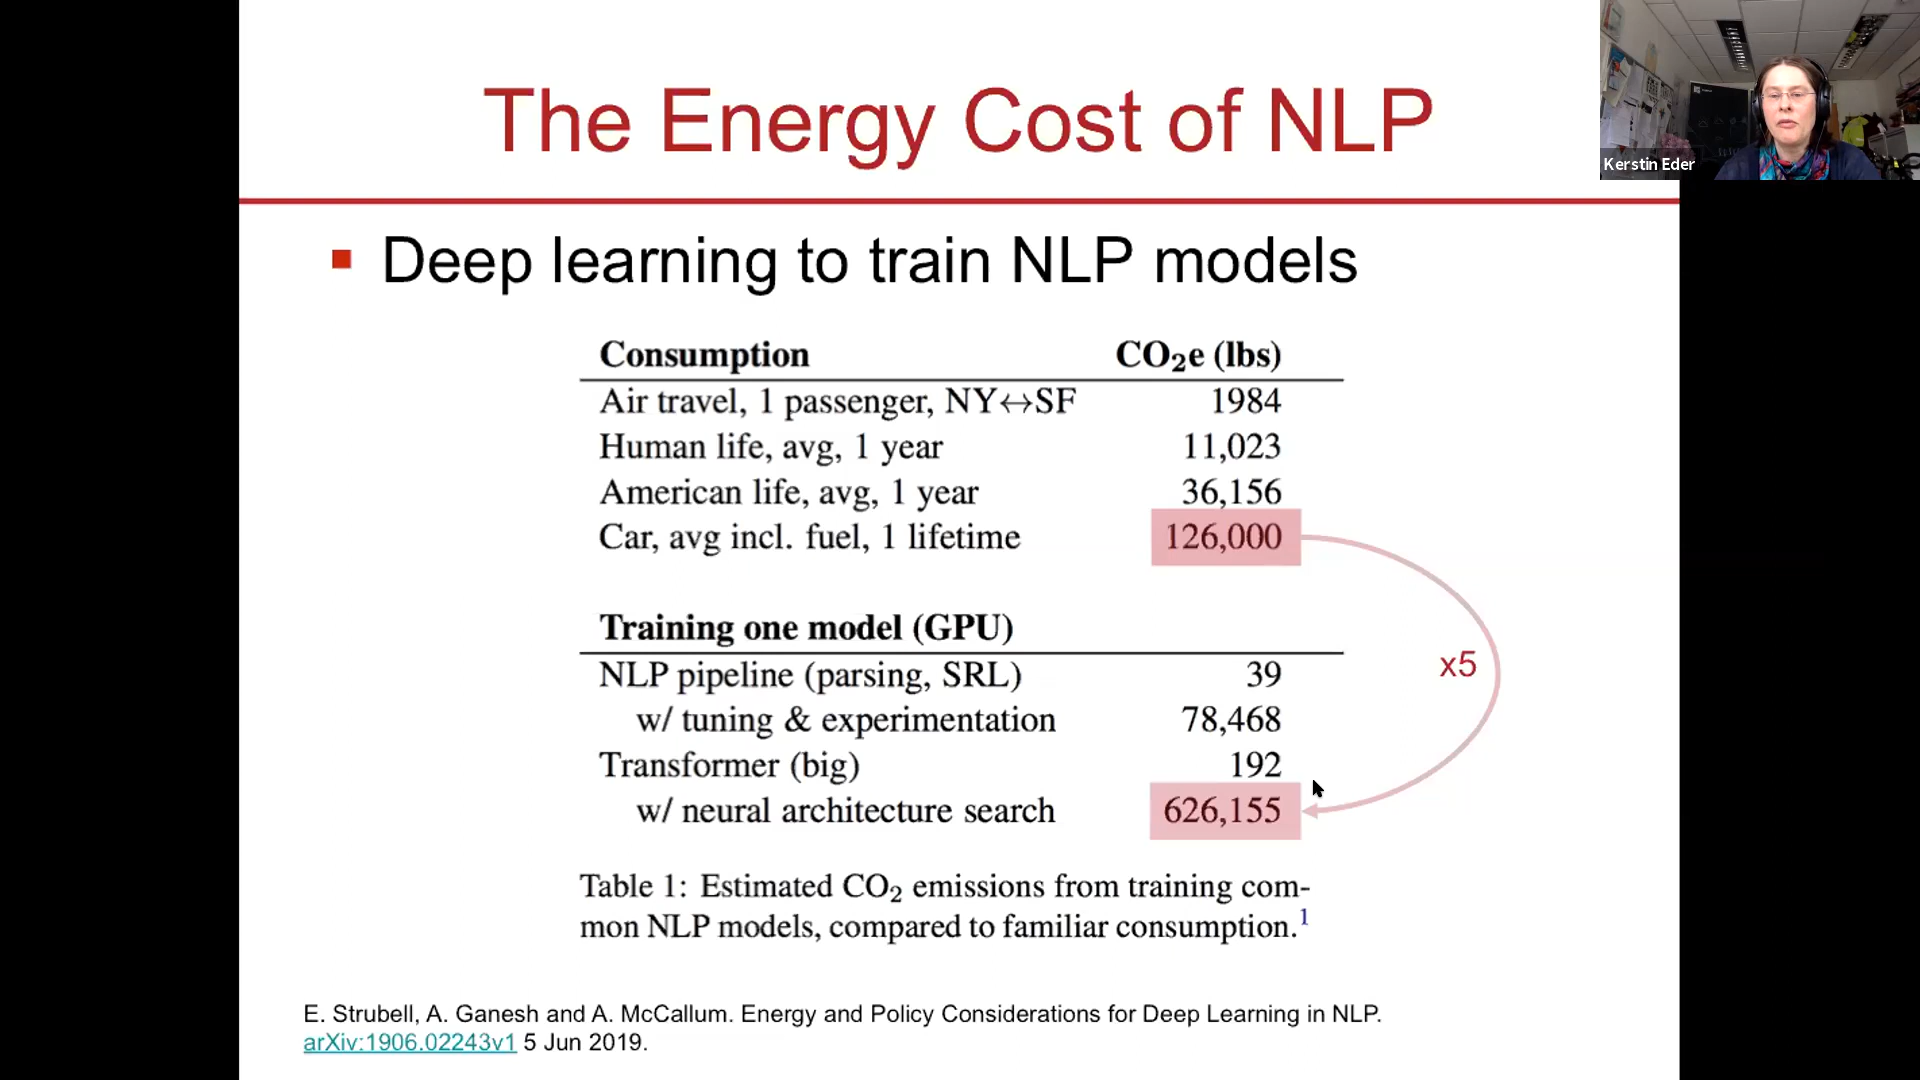 The Energy Cost of NLP
Kerstin Eder
▪ Deep learning to train NLP models
Consumption CO₂e (lbs)
Air travel, 1 passenger, NY↔SF 1984
Human life, avg, 1 year 11,023
American life, avg, 1 year 36,156
Car, avg incl. fuel, 1 lifetime 126,000
Training one model (GPU)
x5
NLP pipeline (parsing, SRL) 39
w/ tuning & experimentation 78,468
Transformer (big) 192
w/ neural architecture search 626,155
Table 1: Estimated CO₂ emissions from training com-
mon NLP models, compared to familiar consumption.¹
E. Strubell, A. Ganesh and A. McCallum. Energy and Policy Considerations for Deep Learning in NLP.
arXiv:1906.02243v1 5 Jun 2019.